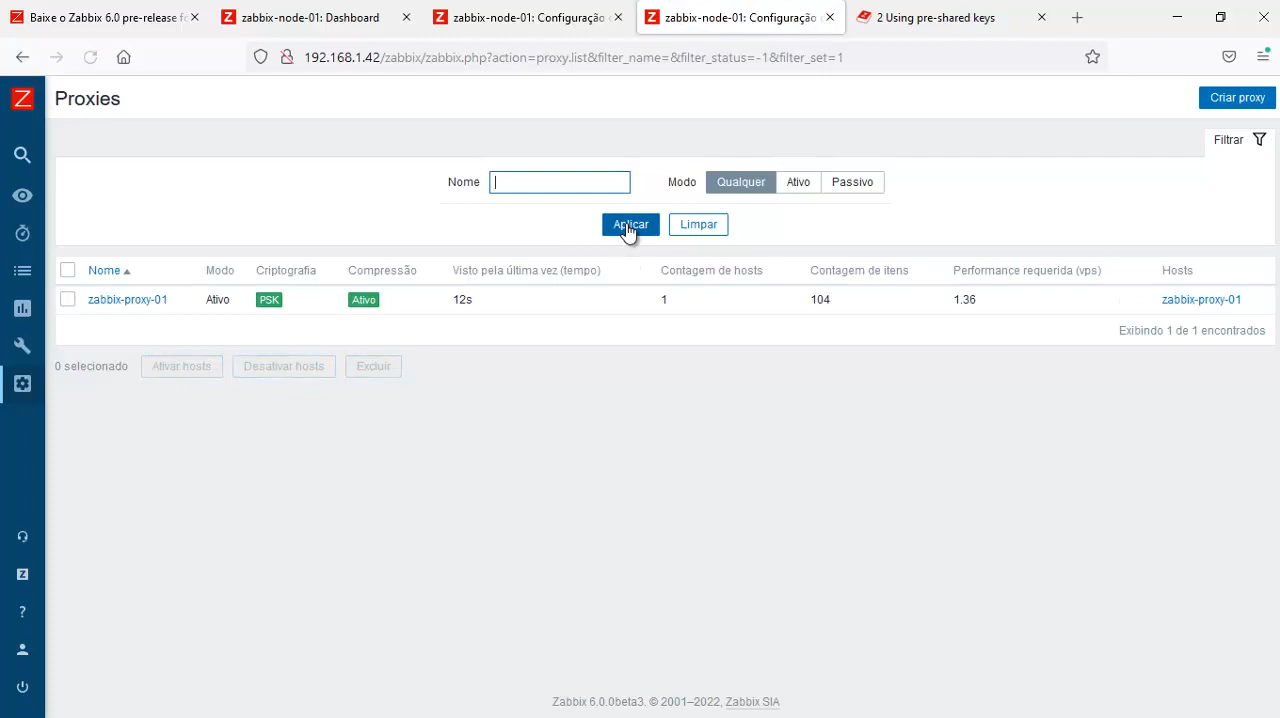 Baixe o Zabbix 6.0 pre-release fo
zabbix-node-01: Dashboard
zabbix-node-01: Configuração
zabbix-node-01: Configuração
2 Using pre-shared keys
192.168.1.42/zabbix/zabbix.php?action=proxy.list&filter_name=&filter_status=-1&filter_set=1
Z
Proxies
Criar proxy
Filtrar
Nome
Modo
Qualquer
Ativo
Passivo
Aplicar
Limpar
Nome
Modo
Criptografia
Compressão
Visto pela última vez (tempo)
Contagem de hosts
Contagem de itens
Performance requerida (vps)
Hosts
zabbix-proxy-01
Ativo
PSK
Ativo
12s
1
104
1.36
zabbix-proxy-01
Exibindo 1 de 1 encontrados
0 selecionado
Ativar hosts
Desativar hosts
Excluir
Z
?
Zabbix 6.0.0beta3. © 2001–2022, Zabbix SIA